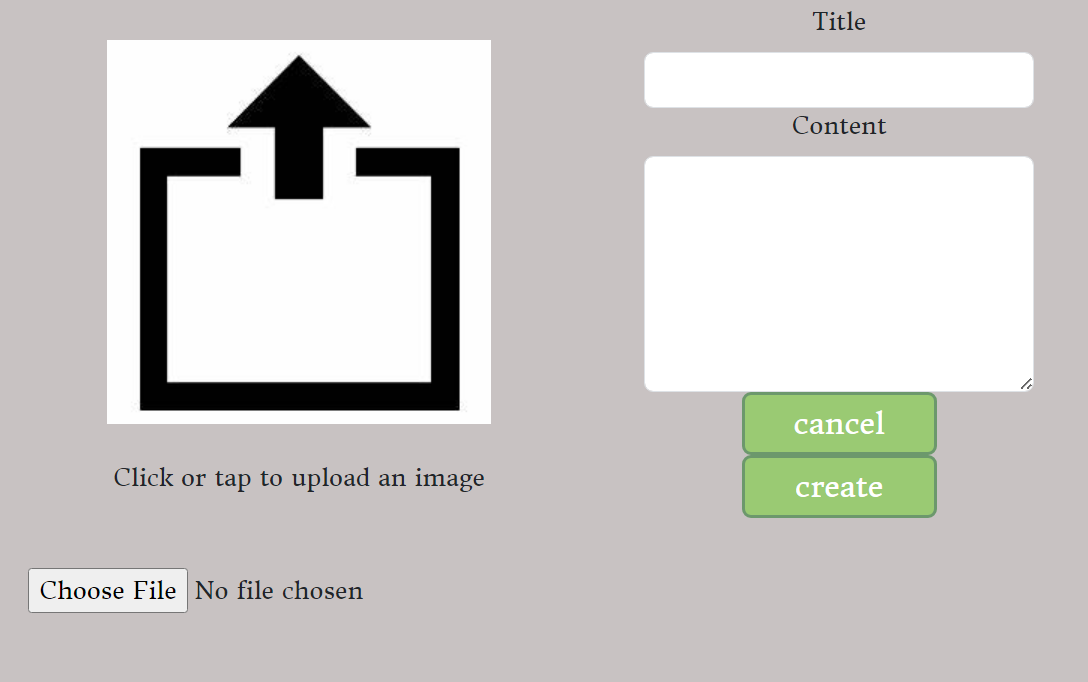 Title
Content
cancel
create
Click or tap to upload an image
Choose File No file chosen